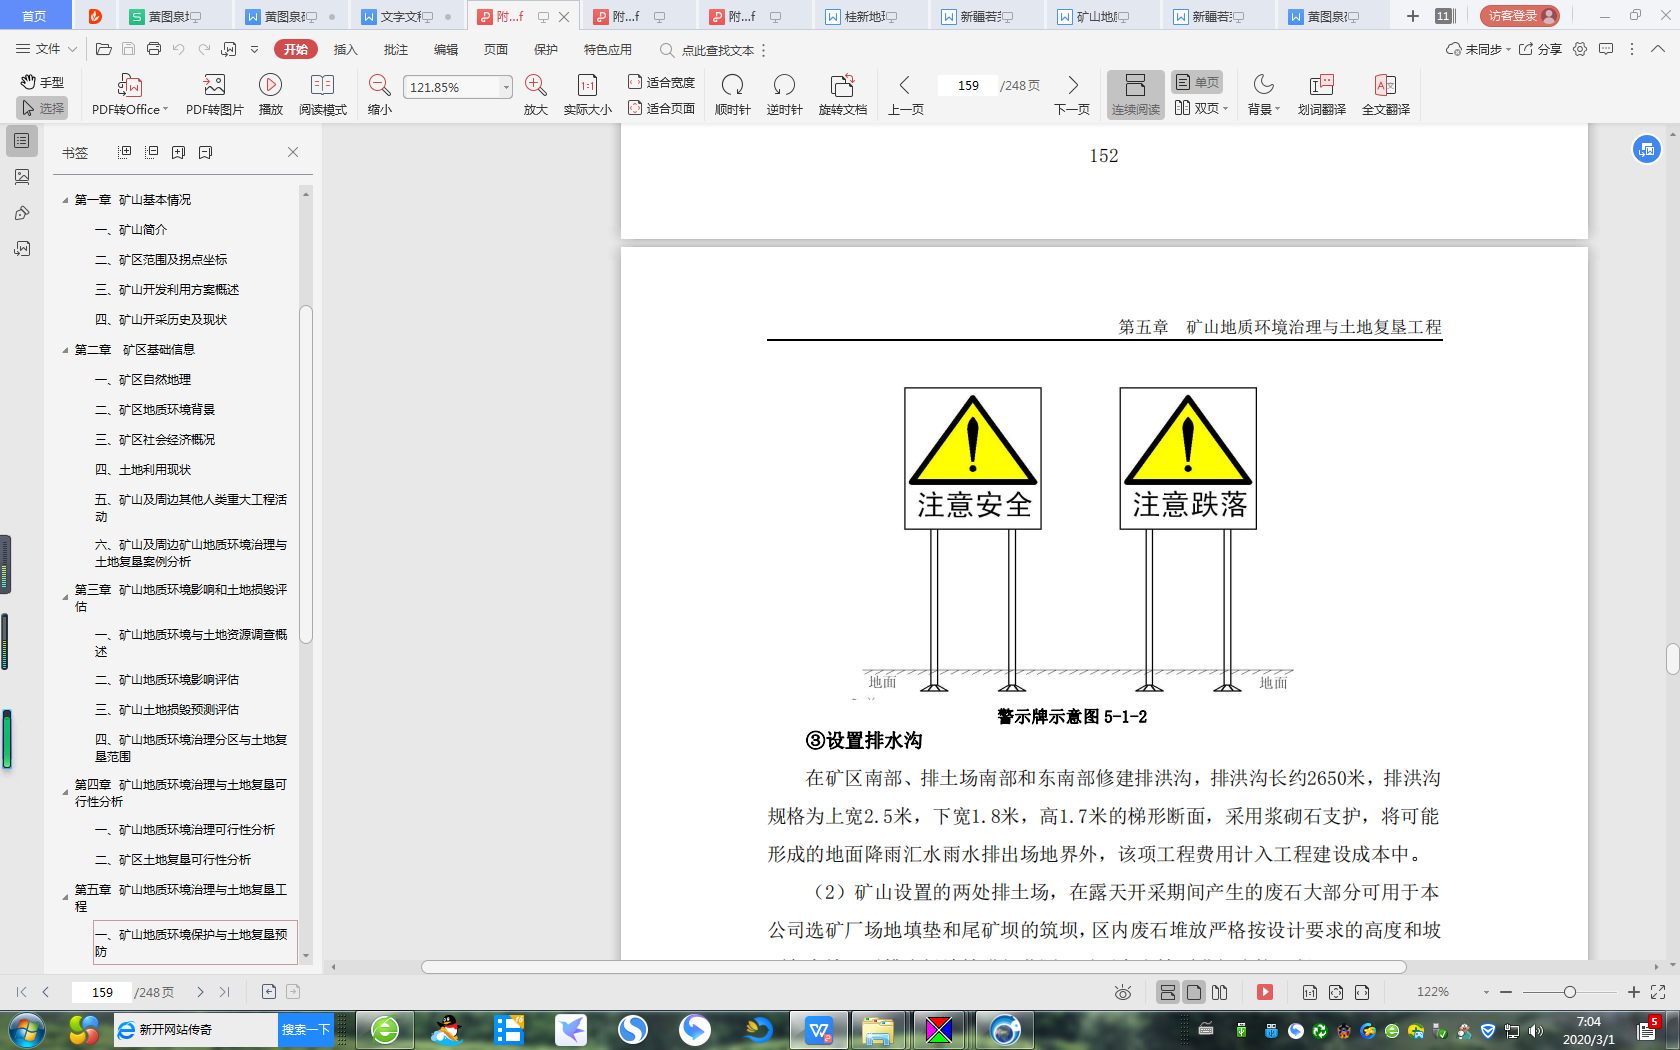 首页
黄图泉
黄图泉
文字文
附...f
附...f
附...f
桂新地
新疆若
矿山地
新疆若
黄图泉
11
访客登录
文件
开始
插入
批注
编辑
页面
保护
特色应用
点此查找文本
未同步
分享
手型
选择
PDF转Office
PDF转图片
播放
阅读模式
缩小
121.85%
放大
实际大小
适合宽度
适合页面
顺时针
逆时针
旋转文档
上一页
159
/248页
下一页
连续阅读
单页
双页
背景
划词翻译
全文翻译
书签
第一章 矿山基本情况
一、矿山简介
二、矿区范围及拐点坐标
三、矿山开发利用方案概述
四、矿山开采历史及现状
第二章 矿区基础信息
一、矿区自然地理
二、矿区地质环境背景
三、矿区社会经济概况
四、土地利用现状
五、矿山及周边其他人类重大工程活
动
六、矿山及周边矿山地质环境治理与
土地复垦案例分析
第三章 矿山地质环境影响和土地损毁评
估
一、矿山地质环境与土地资源调查概
述
二、矿山地质环境影响评估
三、矿山土地损毁预测评估
四、矿山地质环境治理分区与土地复
垦范围
第四章 矿山地质环境治理与土地复垦可
行性分析
一、矿山地质环境治理可行性分析
二、矿区土地复垦可行性分析
第五章 矿山地质环境治理与土地复垦工
程
一、矿山地质环境保护与土地复垦预
防
152
第五章 矿山地质环境治理与土地复垦工程
注意安全
注意跌落
地面
地面
警示牌示意图 5-1-2
③设置排水沟
在矿区南部、排土场南部和东南部修建排洪沟，排洪沟长约2650米，排洪沟
规格为上宽2.5米，下宽1.8米，高1.7米的梯形断面，采用浆砌石支护，将可能
形成的地面降雨汇水雨水排出场地界外，该项工程费用计入工程建设成本中。
（2）矿山设置的两处排土场，在露天开采期间产生的废石大部分可用于本
公司选矿厂场地填垫和尾矿坝的筑坝，区内废石堆放严格按设计要求的高度和坡
159
/248页
122%
新开网站传奇
搜索一下
7:04
2020/3/1
5